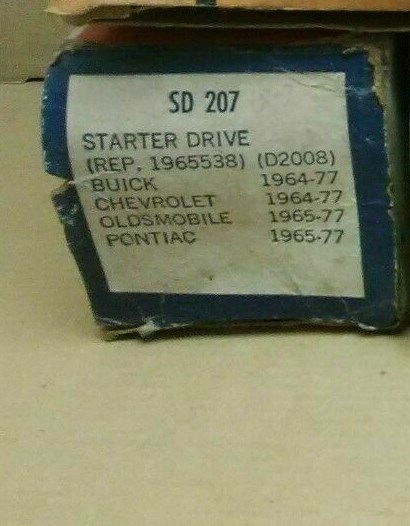 SD 207
STARTER DRIVE
(REP. 1965538) (D2008)
BUICK 1964-77
CHEVROLET 1964-77
OLDSMOBILE 1965-77
PONTIAC 1965-77